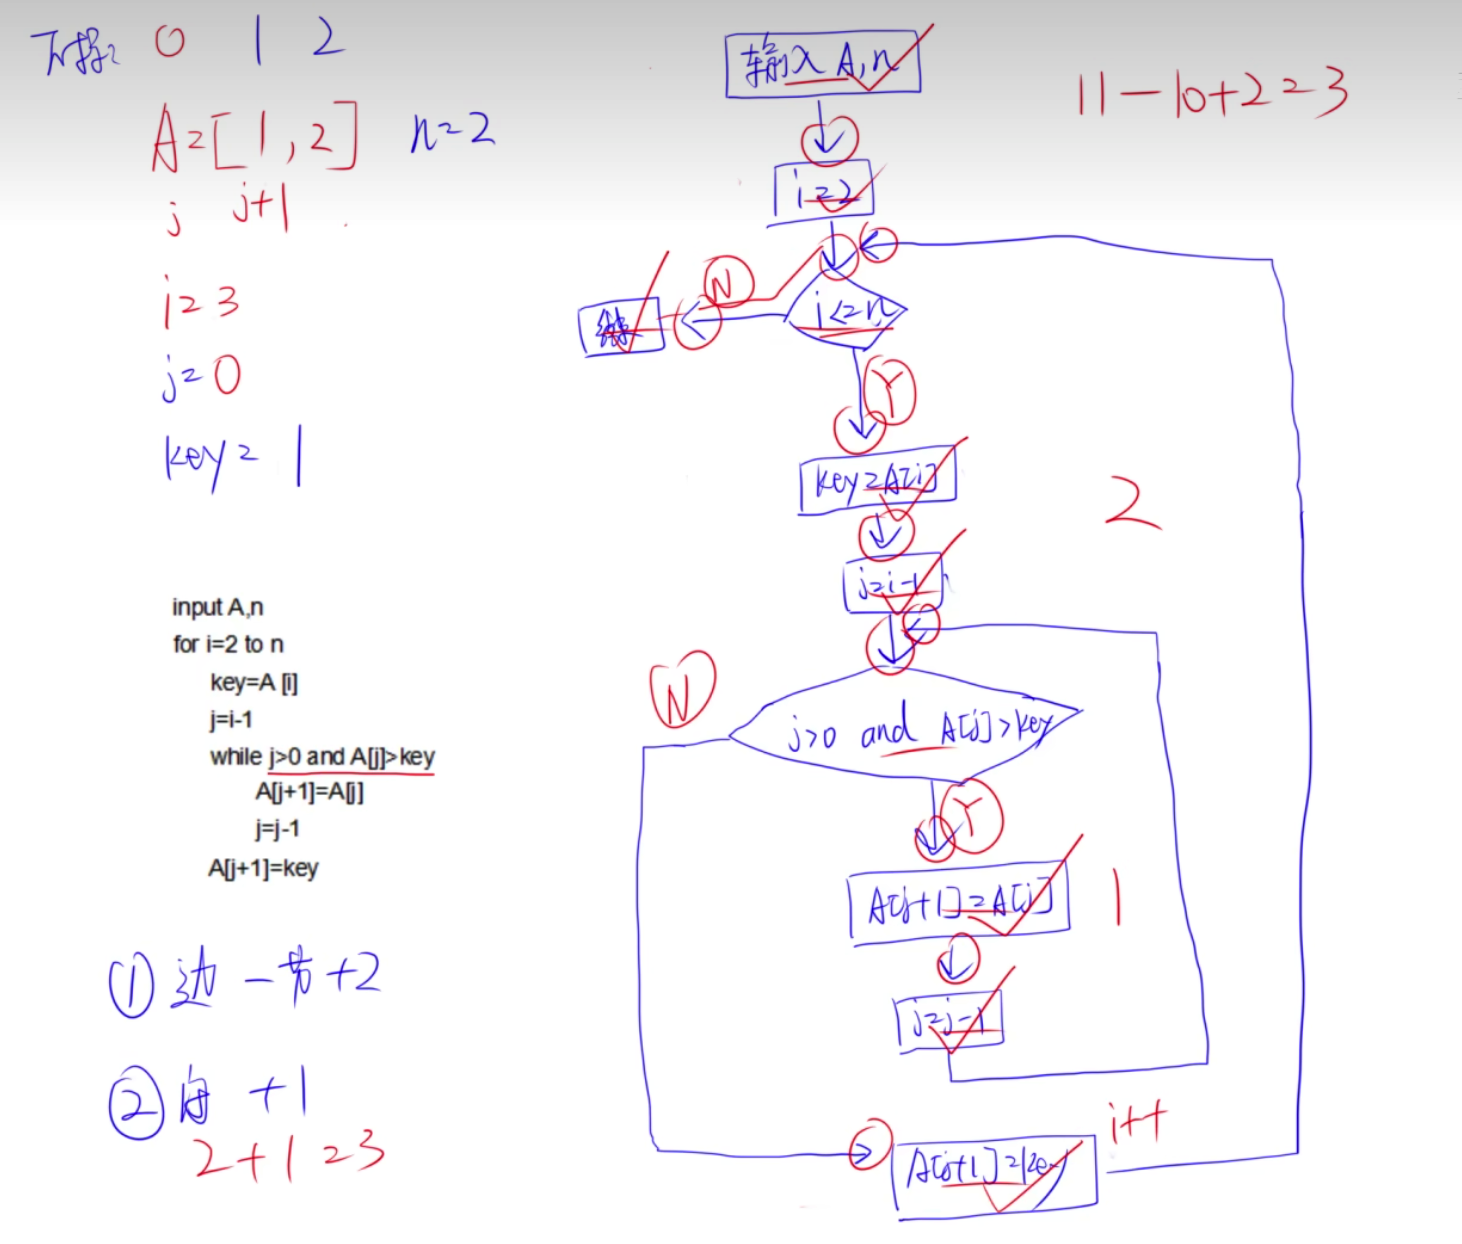 下标: 0 1 2
A=[1,2] n=2
j j+1
i=3
j=0
key= 1
input A,n
for i=2 to n
key=A [i]
j=i-1
while j>0 and A[j]>key
A[j+1]=A[j]
j=j-1
A[j+1]=key
① 边-节+2
② +1
2+1=3
输入 A,n
11-10+2=3
i=2
N
i<=n
结束
Y
key=A[i]
2
j=i-1
N
j>0 and A[j]>key
Y
A[j+1]=A[j]
1
j=j-1
i++
A[j+1]=key